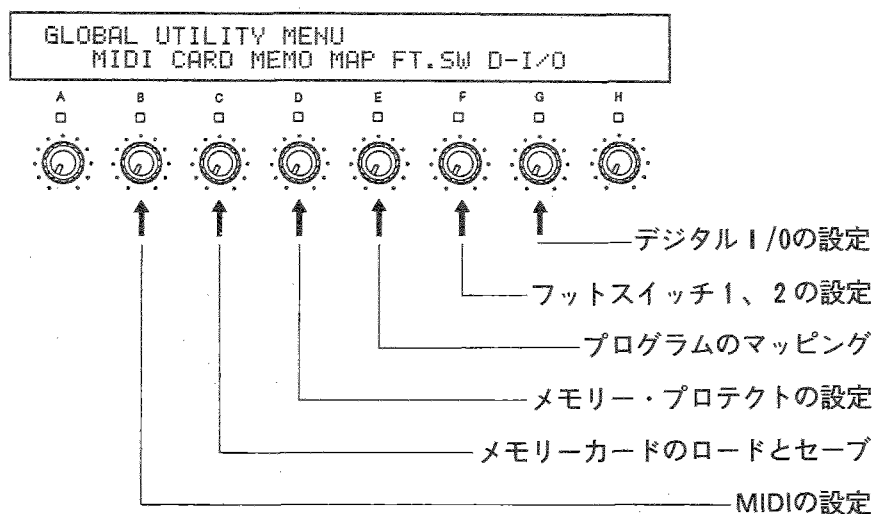 GLOBAL UTILITY MENU
MIDI CARD MEMO MAP FT.SW D-I/O
A B C D E F G H
デジタル I/Oの設定
フットスイッチ1、2の設定
プログラムのマッピング
メモリー・プロテクトの設定
メモリーカードのロードとセーブ
MIDIの設定